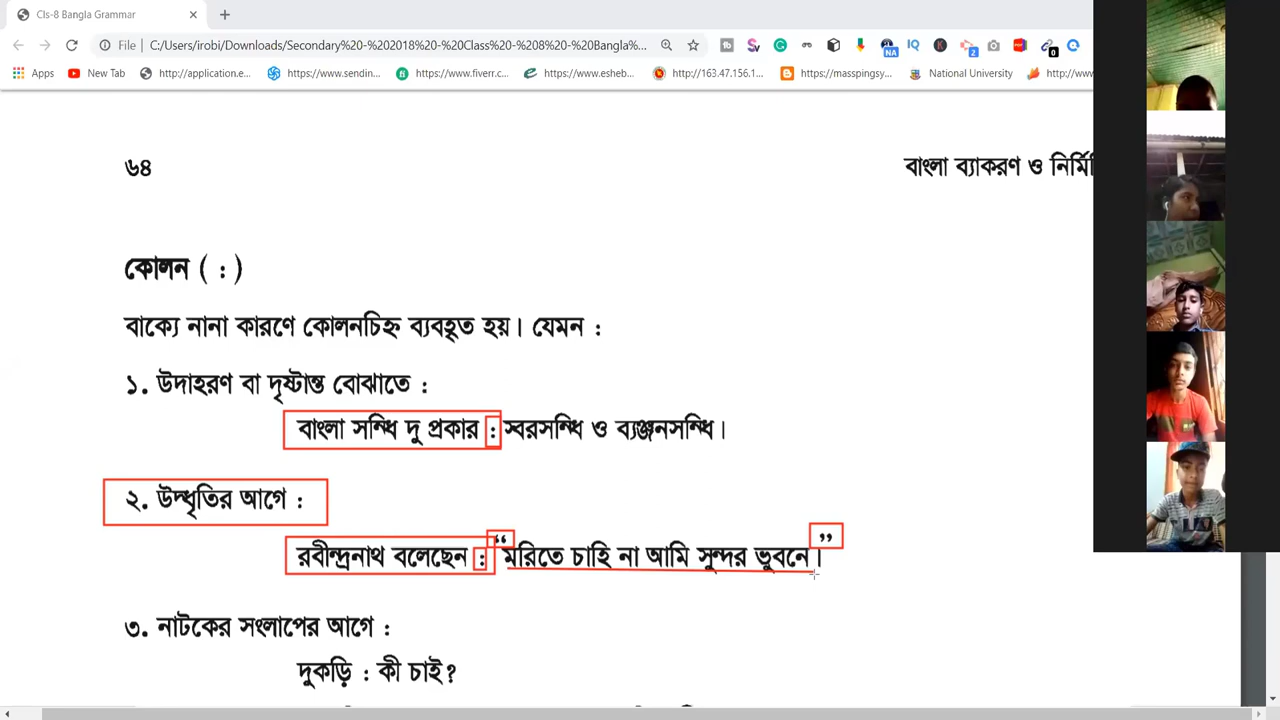 Cls-8 Bangla Grammar
File | C:/Users/irobi/Downloads/Secondary%20-%202018%20-%20Class%20-%208%20-%20Bangla%...
Apps New Tab http://application.e... https://www.sendin... https://www.fiverr.c... https://www.esheb... http://163.47.156.1... https://masspingsy... National University http://www
৬৪ বাংলা ব্যাকরণ ও নির্মি
কোলন ( : )
বাক্যে নানা কারণে কোলনচিহ্ন ব্যবহৃত হয়। যেমন :
১. উদাহরণ বা দৃষ্টান্ত বোঝাতে :
বাংলা সন্ধি দু প্রকার : স্বরসন্ধি ও ব্যঞ্জনসন্ধি।
২. উদ্ধৃতির আগে :
রবীন্দ্রনাথ বলেছেন : “মরিতে চাহি না আমি সুন্দর ভুবনে।”
৩. নাটকের সংলাপের আগে :
দুকড়ি : কী চাই?